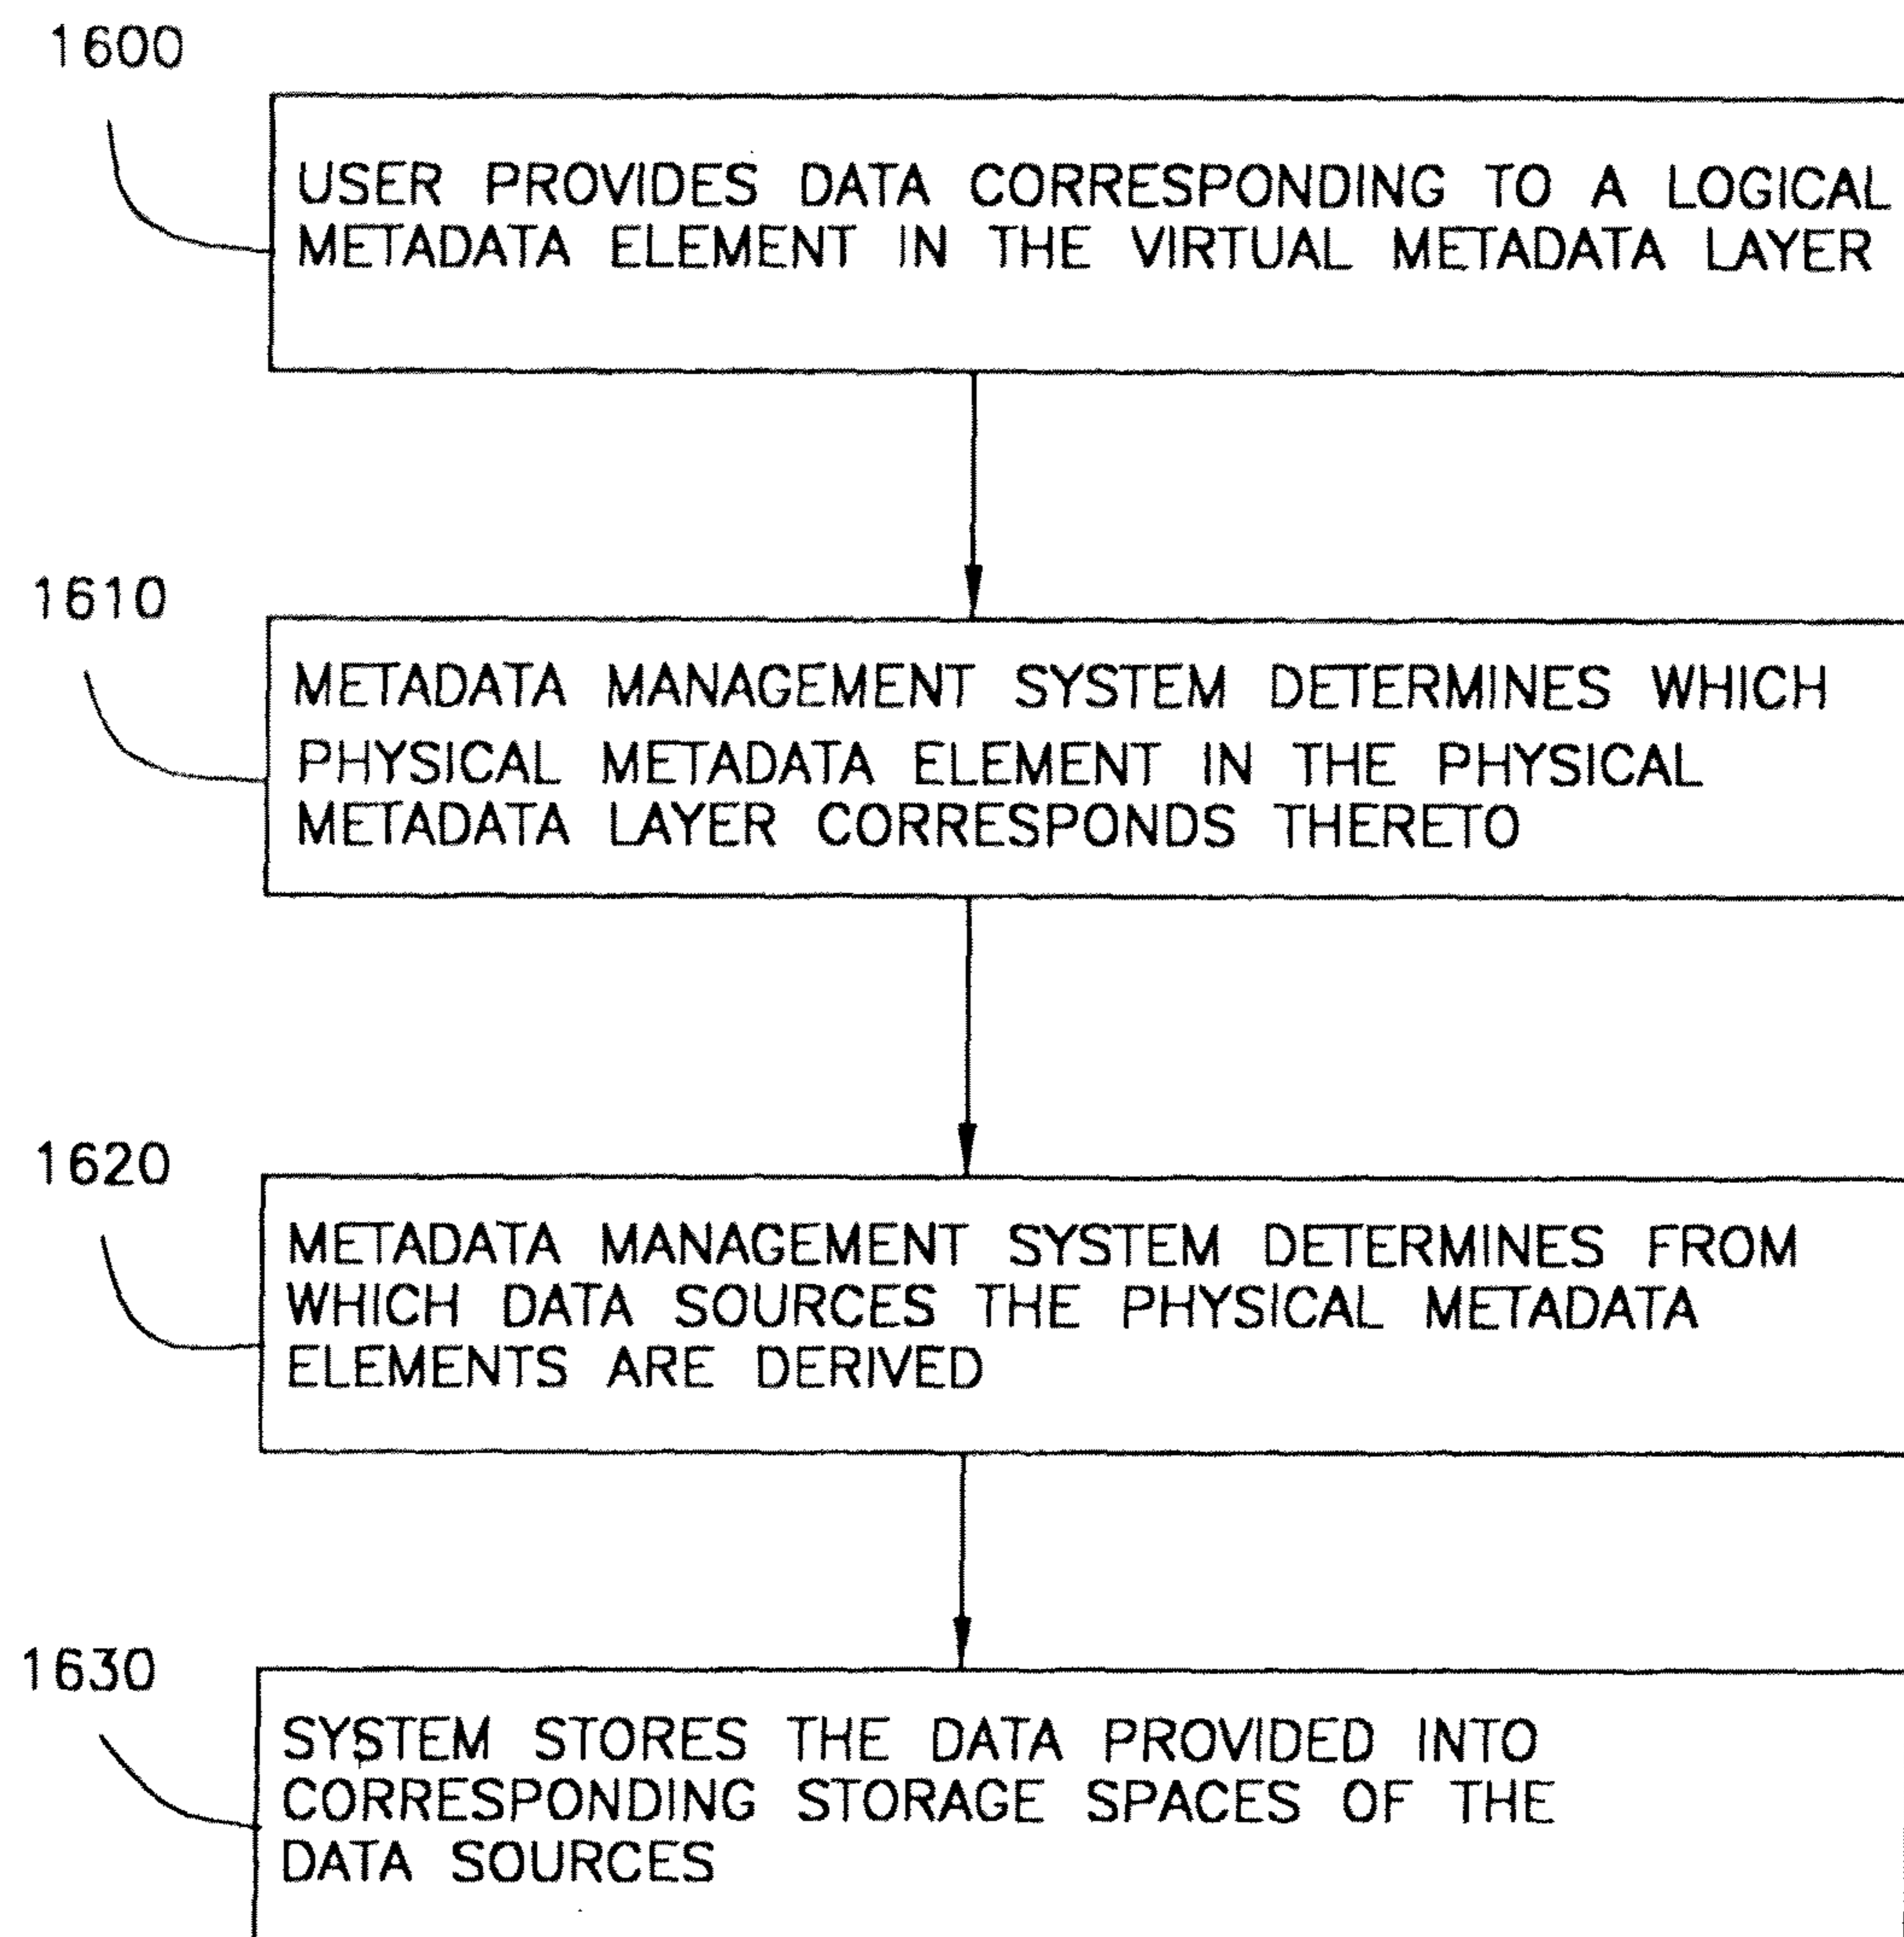 1600
USER PROVIDES DATA CORRESPONDING TO A LOGICAL
METADATA ELEMENT IN THE VIRTUAL METADATA LAYER
1610
METADATA MANAGEMENT SYSTEM DETERMINES WHICH
PHYSICAL METADATA ELEMENT IN THE PHYSICAL
METADATA LAYER CORRESPONDS THERETO
1620
METADATA MANAGEMENT SYSTEM DETERMINES FROM
WHICH DATA SOURCES THE PHYSICAL METADATA
ELEMENTS ARE DERIVED
1630
SYSTEM STORES THE DATA PROVIDED INTO
CORRESPONDING STORAGE SPACES OF THE
DATA SOURCES